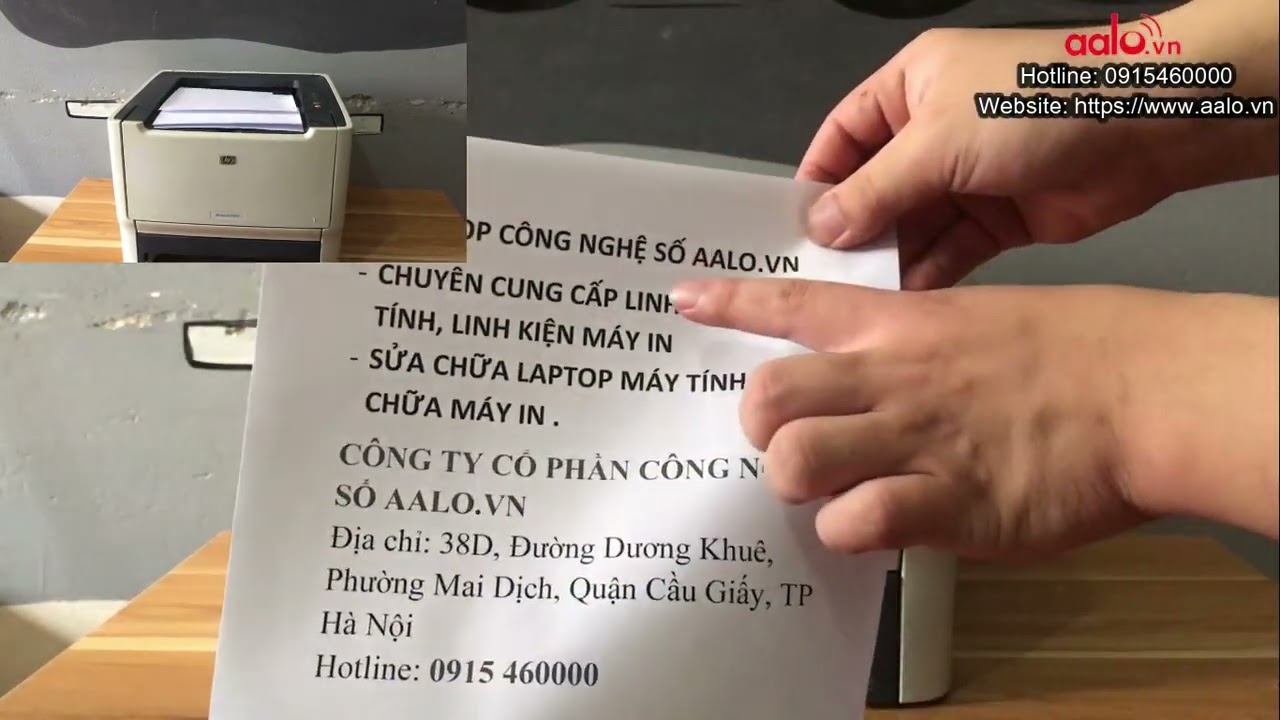 aalo.vn
Hotline: 0915460000
Website: https://www.aalo.vn
hp
CÔNG NGHỆ SỐ AALO.VN
- CHUYÊN CUNG CẤP LINH
TÍNH, LINH KIỆN MÁY IN
- SỬA CHỮA LAPTOP MÁY TÍNH
CHỮA MÁY IN .
CÔNG TY CỔ PHẦN CÔNG
SỐ AALO.VN
Địa chỉ: 38D, Đường Dương Khuê,
Phường Mai Dịch, Quận Cầu Giấy, TP
Hà Nội
Hotline: 0915 460000